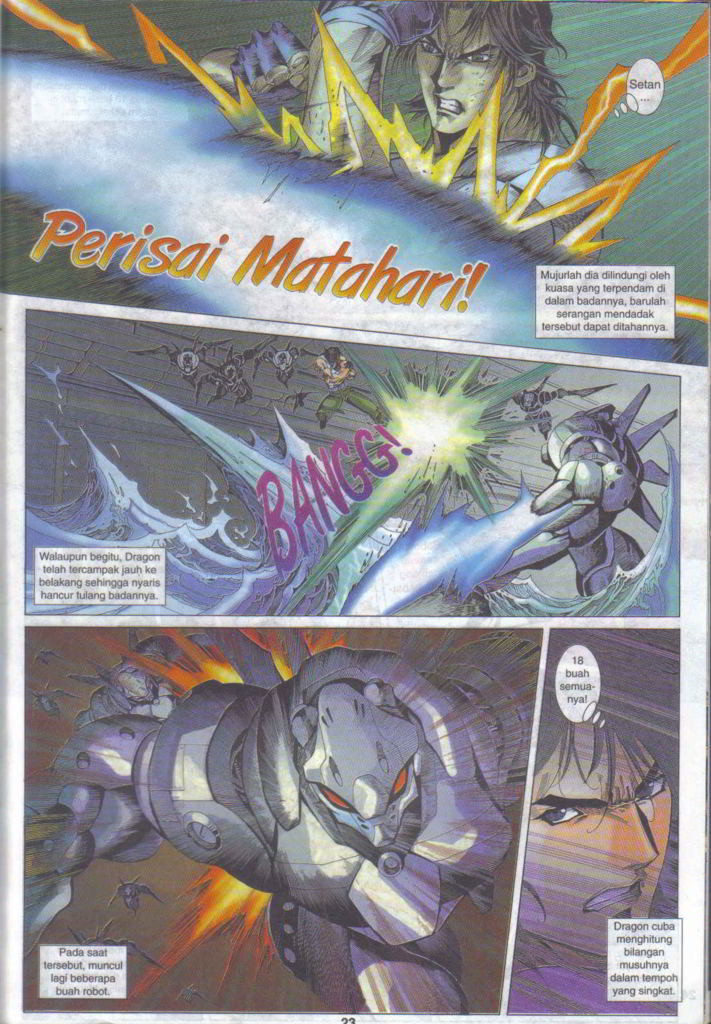 Setan
...
Perisai Matahari!
Mujurlah dia dilindungi oleh
kuasa yang terpendam di
dalam badannya, barulah
serangan mendadak
tersebut dapat ditahannya.
BANGG!
Walaupun begitu, Dragon
telah tercampak jauh ke
belakang sehingga nyaris
hancur tulang badannya.
18
buah
semua-
nya!
Pada saat
tersebut, muncul
lagi beberapa
buah robot.
Dragon cuba
menghitung
bilangan
musuhnya
dalam tempoh
yang singkat.
23